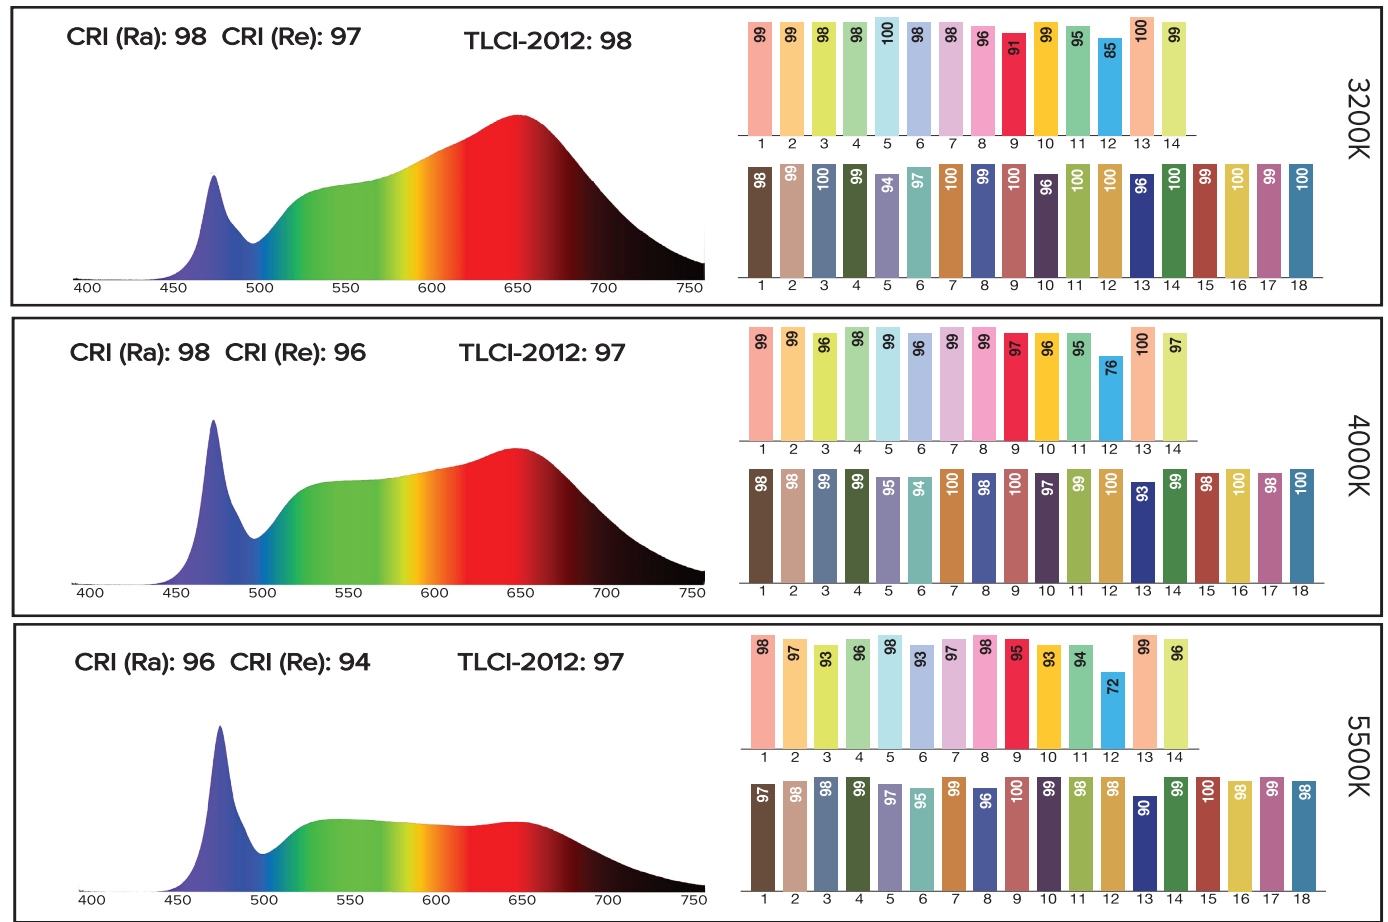 CRI (Ra): 98 CRI (Re): 97 TLCI-2012: 98
99 99 98 98 100 98 98 96 91 99 95 85 100 99
1 2 3 4 5 6 7 8 9 10 11 12 13 14
98 99 100 99 94 97 100 99 100 96 100 100 96 100 99 100 99 100
1 2 3 4 5 6 7 8 9 10 11 12 13 14 15 16 17 18
400 450 500 550 600 650 700 750
3200K
CRI (Ra): 98 CRI (Re): 96 TLCI-2012: 97
99 99 96 98 99 96 99 99 97 96 95 76 100 97
1 2 3 4 5 6 7 8 9 10 11 12 13 14
98 98 99 99 95 94 100 98 100 97 99 100 93 99 98 100 98 100
1 2 3 4 5 6 7 8 9 10 11 12 13 14 15 16 17 18
400 450 500 550 600 650 700 750
4000K
CRI (Ra): 96 CRI (Re): 94 TLCI-2012: 97
98 97 93 96 98 93 97 98 95 93 94 72 99 96
1 2 3 4 5 6 7 8 9 10 11 12 13 14
97 98 98 99 97 95 99 96 100 99 98 98 90 99 100 98 99 98
1 2 3 4 5 6 7 8 9 10 11 12 13 14 15 16 17 18
400 450 500 550 600 650 700 750
5500K